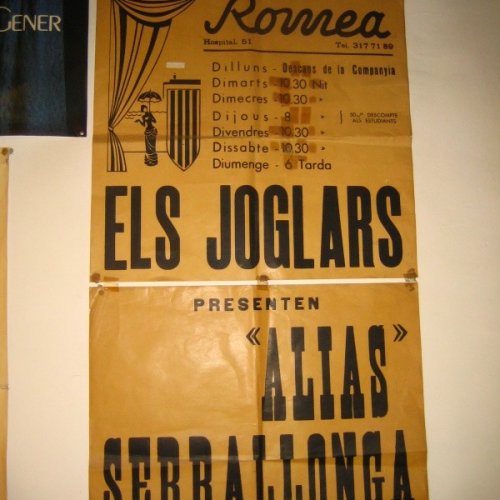 GENER
Romea
Hospital, 51 Tel. 317 71 89
Dilluns - Descans de la Companyia
Dimarts - 10,30 Nit
Dimecres - 10,30 »
Dijous - 8 » } 50% DESCOMPTE ALS ESTUDIANTS
Divendres - 10,30 »
Dissabte - 10,30 »
Diumenge - 6 Tarda
ELS JOGLARS
PRESENTEN
«ALIAS»
SERRALLONGA